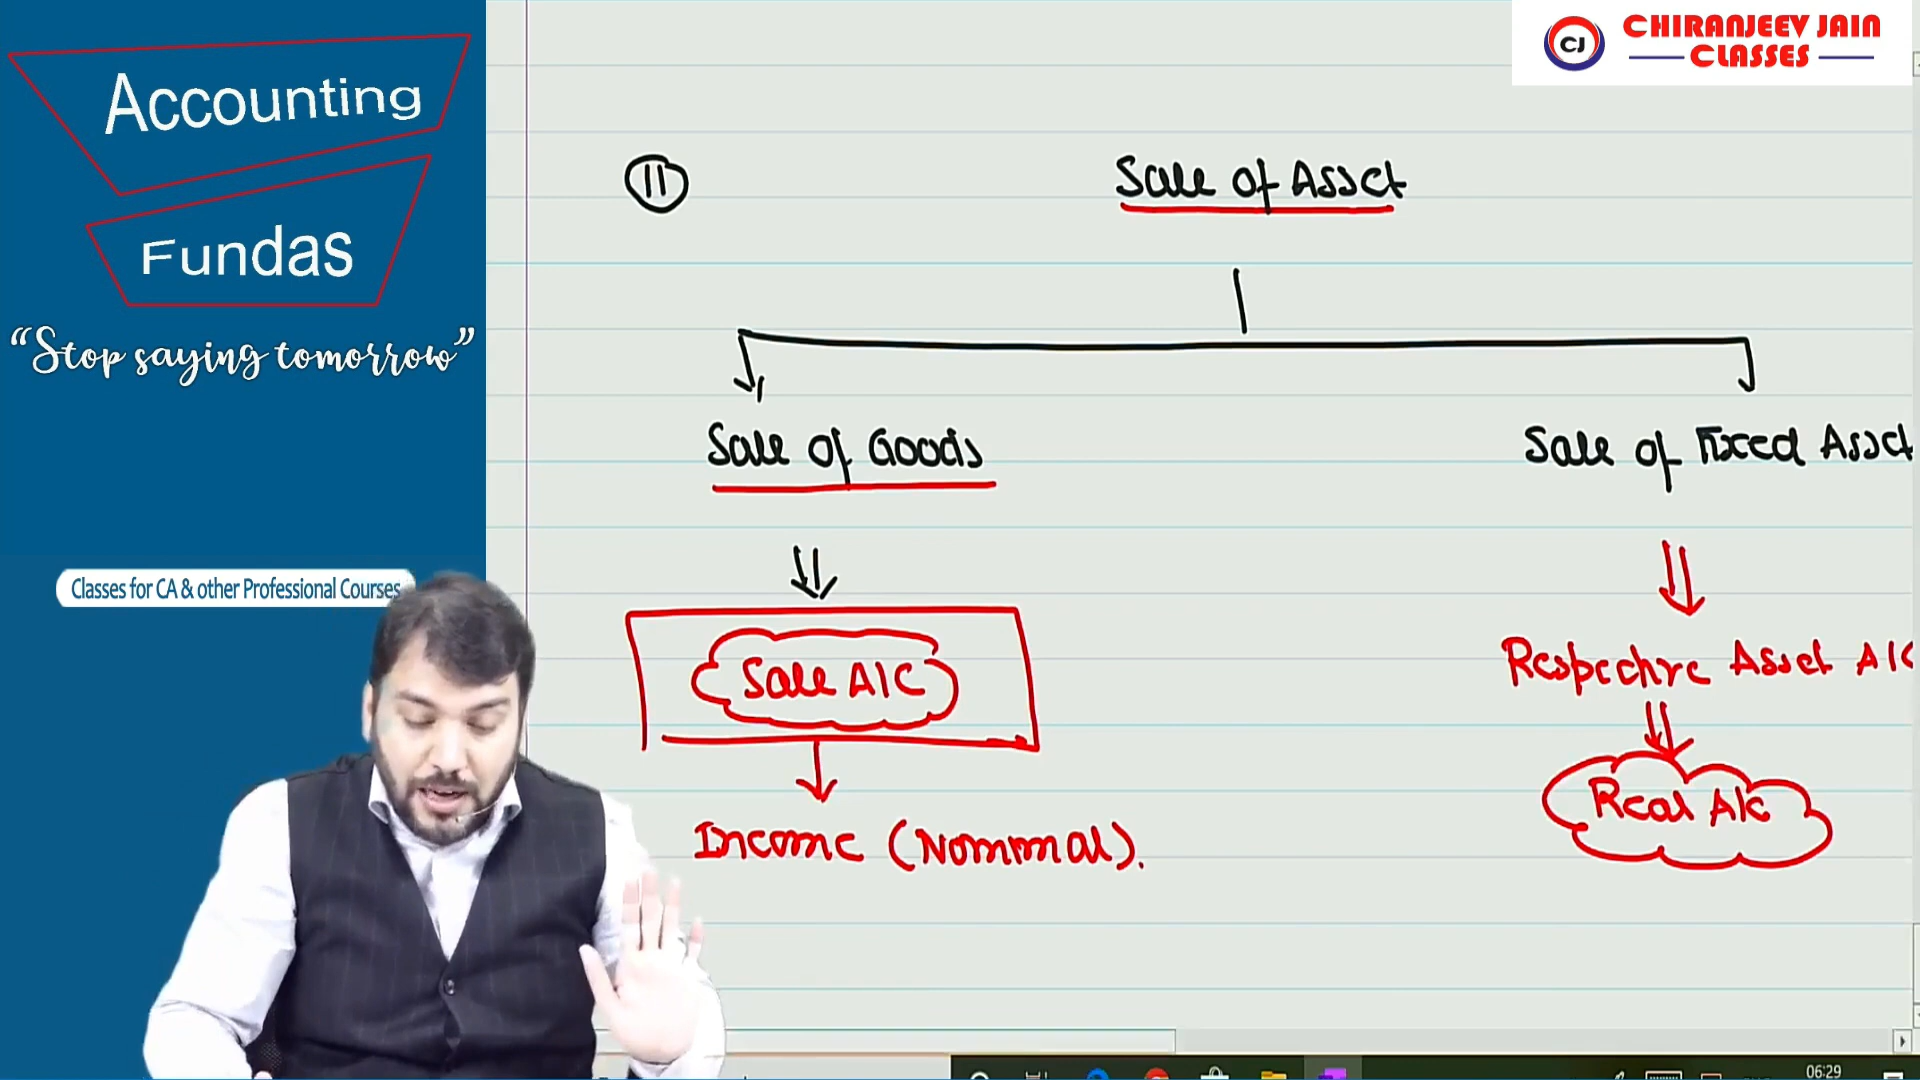 Accounting
Fundas
“Stop saying tomorrow”
Classes for CA & other Professional Courses
CJ
CHIRANJEEV JAIN
CLASSES
11
Sale of Asset
Sale of Goods
Sale of Fixed Asset
Sale A/C
Respective Asset A/C
Income (Nominal).
Real A/c
06:29